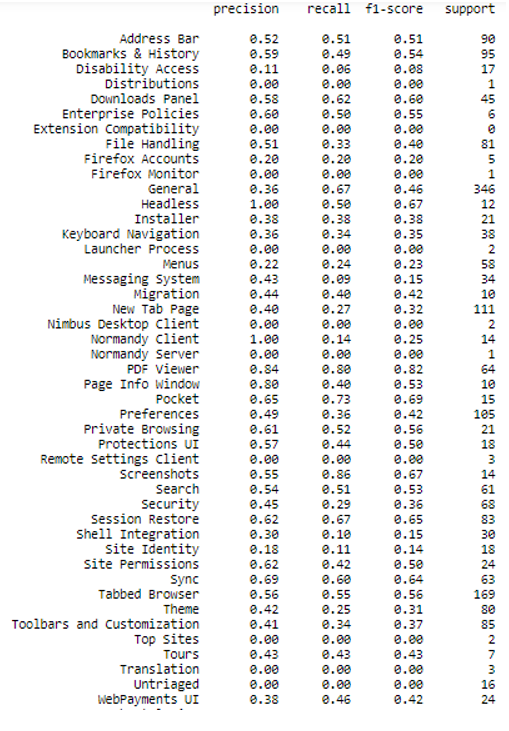 precision recall f1-score support
Address Bar 0.52 0.51 0.51 90
Bookmarks & History 0.59 0.49 0.54 95
Disability Access 0.11 0.06 0.08 17
Distributions 0.00 0.00 0.00 1
Downloads Panel 0.58 0.62 0.60 45
Enterprise Policies 0.60 0.50 0.55 6
Extension Compatibility 0.00 0.00 0.00 0
File Handling 0.51 0.33 0.40 81
Firefox Accounts 0.20 0.20 0.20 5
Firefox Monitor 0.00 0.00 0.00 1
General 0.36 0.67 0.46 346
Headless 1.00 0.50 0.67 12
Installer 0.38 0.38 0.38 21
Keyboard Navigation 0.36 0.34 0.35 38
Launcher Process 0.00 0.00 0.00 2
Menus 0.22 0.24 0.23 58
Messaging System 0.43 0.09 0.15 34
Migration 0.44 0.40 0.42 10
New Tab Page 0.40 0.27 0.32 111
Nimbus Desktop Client 0.00 0.00 0.00 2
Normandy Client 1.00 0.14 0.25 14
Normandy Server 0.00 0.00 0.00 1
PDF Viewer 0.84 0.80 0.82 64
Page Info Window 0.80 0.40 0.53 10
Pocket 0.65 0.73 0.69 15
Preferences 0.49 0.36 0.42 105
Private Browsing 0.61 0.52 0.56 21
Protections UI 0.57 0.44 0.50 18
Remote Settings Client 0.00 0.00 0.00 3
Screenshots 0.55 0.86 0.67 14
Search 0.54 0.51 0.53 61
Security 0.45 0.29 0.36 68
Session Restore 0.62 0.67 0.65 83
Shell Integration 0.30 0.10 0.15 30
Site Identity 0.18 0.11 0.14 18
Site Permissions 0.62 0.42 0.50 24
Sync 0.69 0.60 0.64 63
Tabbed Browser 0.56 0.55 0.56 169
Theme 0.42 0.25 0.31 80
Toolbars and Customization 0.41 0.34 0.37 85
Top Sites 0.00 0.00 0.00 2
Tours 0.43 0.43 0.43 7
Translation 0.00 0.00 0.00 3
Untriaged 0.00 0.00 0.00 16
WebPayments UI 0.38 0.46 0.42 24